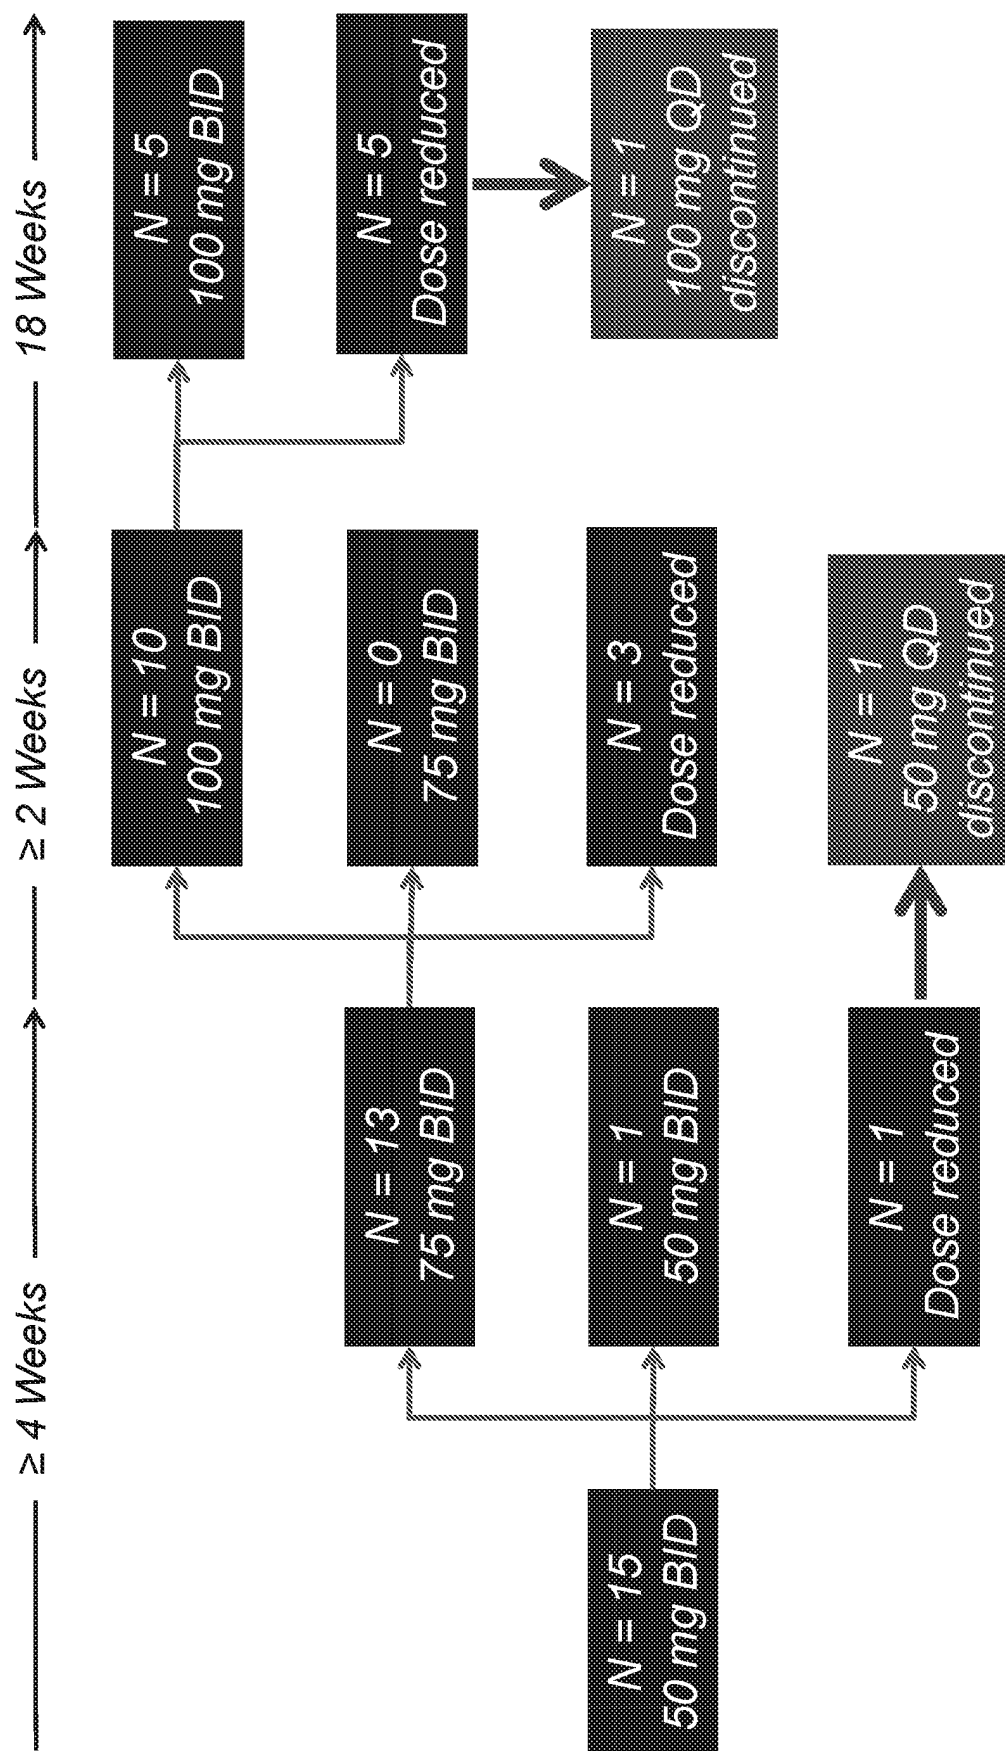 ≥ 4 Weeks
≥ 2 Weeks
18 Weeks
N = 15
50 mg BID
N = 13
75 mg BID
N = 1
50 mg BID
N = 1
Dose reduced
N = 10
100 mg BID
N = 0
75 mg BID
N = 3
Dose reduced
N = 1
50 mg QD
discontinued
N = 5
100 mg BID
N = 5
Dose reduced
N = 1
100 mg QD
discontinued